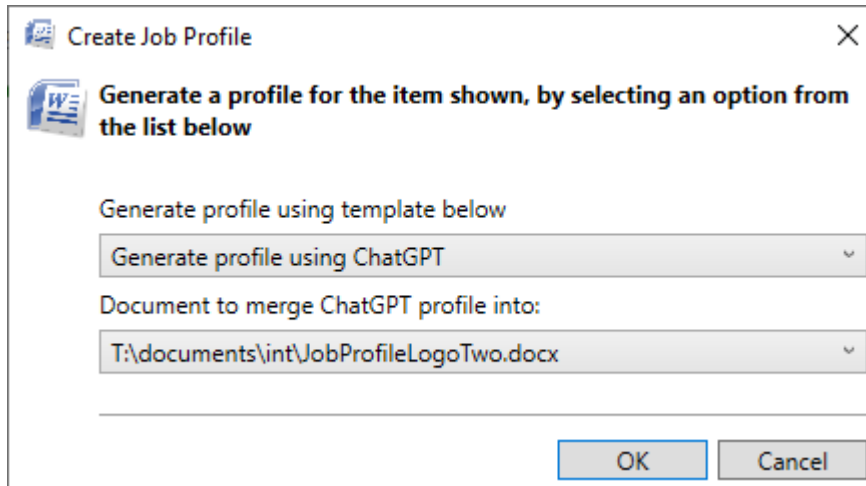 Create Job Profile
Generate a profile for the item shown, by selecting an option from
the list below
Generate profile using template below
Generate profile using ChatGPT
Document to merge ChatGPT profile into:
T:\documents\int\JobProfileLogoTwo.docx
OK Cancel